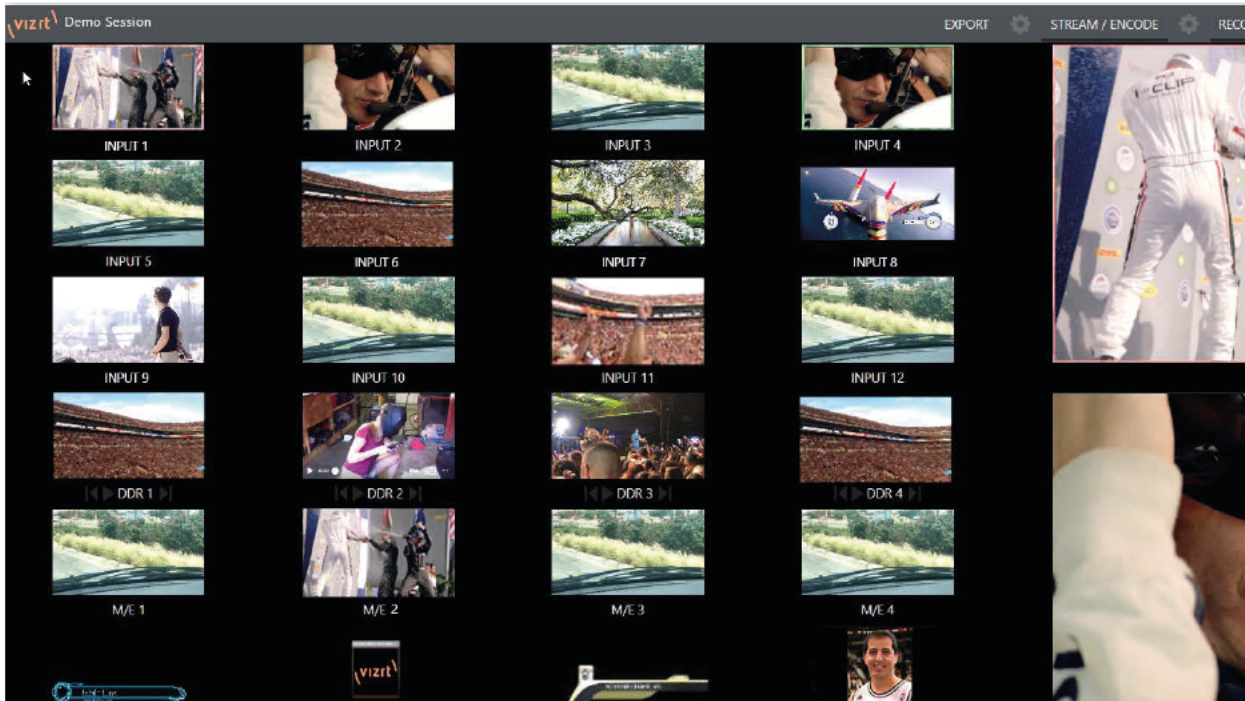 vizrt Demo Session EXPORT STREAM / ENCODE RECO
INPUT 1 INPUT 2 INPUT 3 INPUT 4
CLIP
INPUT 5 INPUT 6 INPUT 7 INPUT 8
INPUT 9 INPUT 10 INPUT 11 INPUT 12
DDR 1 DDR 2 DDR 3 DDR 4
M/E 1 M/E 2 M/E 3 M/E 4
vizrt